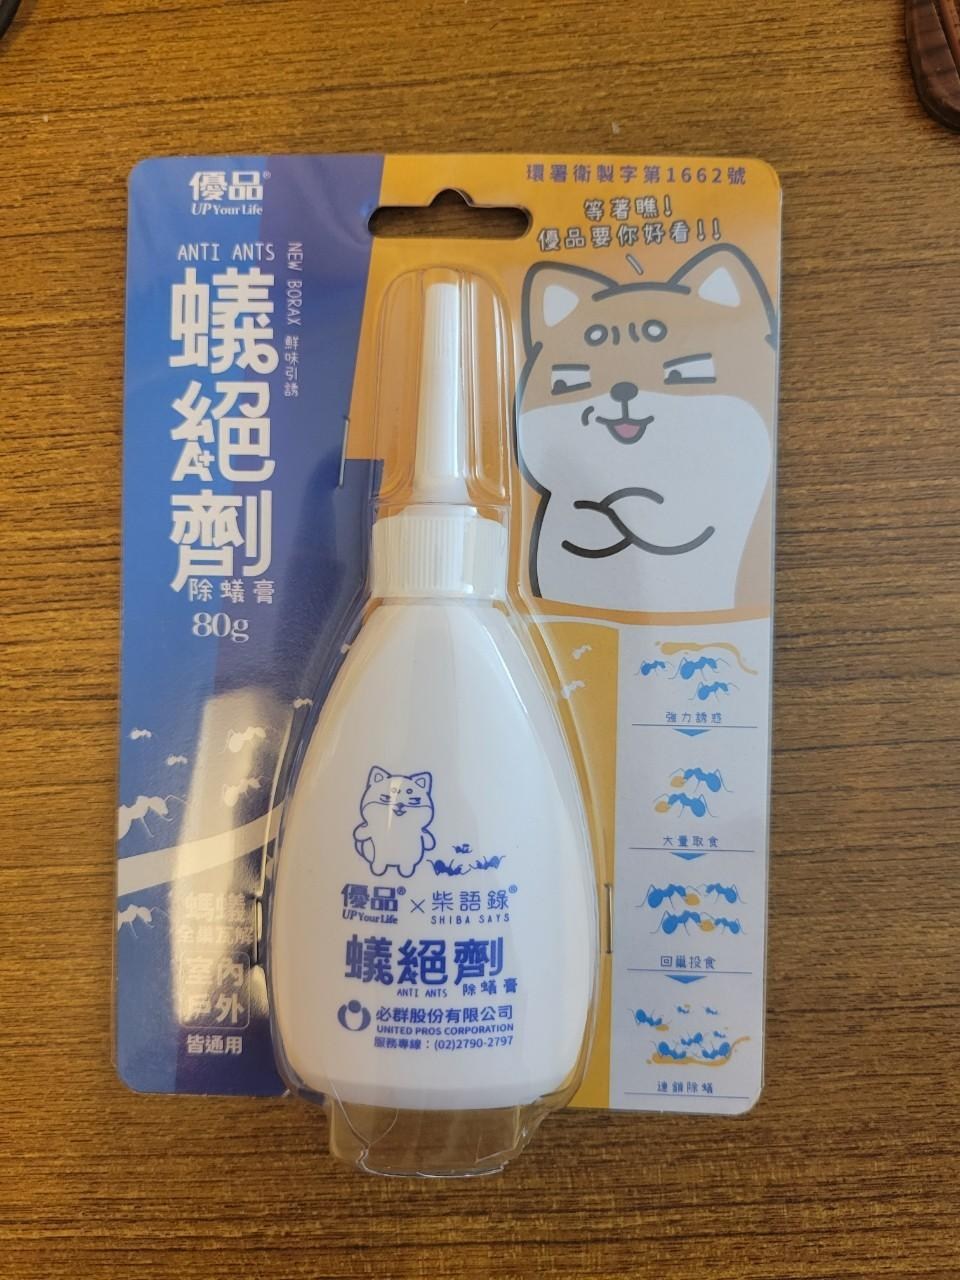 優品®
UP Your Life
ANTI ANTS
蟻絕劑
A+
除蟻膏
80g
NEW BORAX 鮮味引誘
環署衛製字第1662號
等著瞧!
優品要你好看!!
強力誘惑
大量取食
回巢投食
連鎖除蟻
螞蟻
全巢瓦解
室內
戶外
皆通用
優品® × 柴語錄®
UP Your Life SHIBA SAYS
蟻絕劑
ANTI ANTS 除蟻膏
必群股份有限公司
UNITED PROS CORPORATION
服務專線：(02)2790-2797